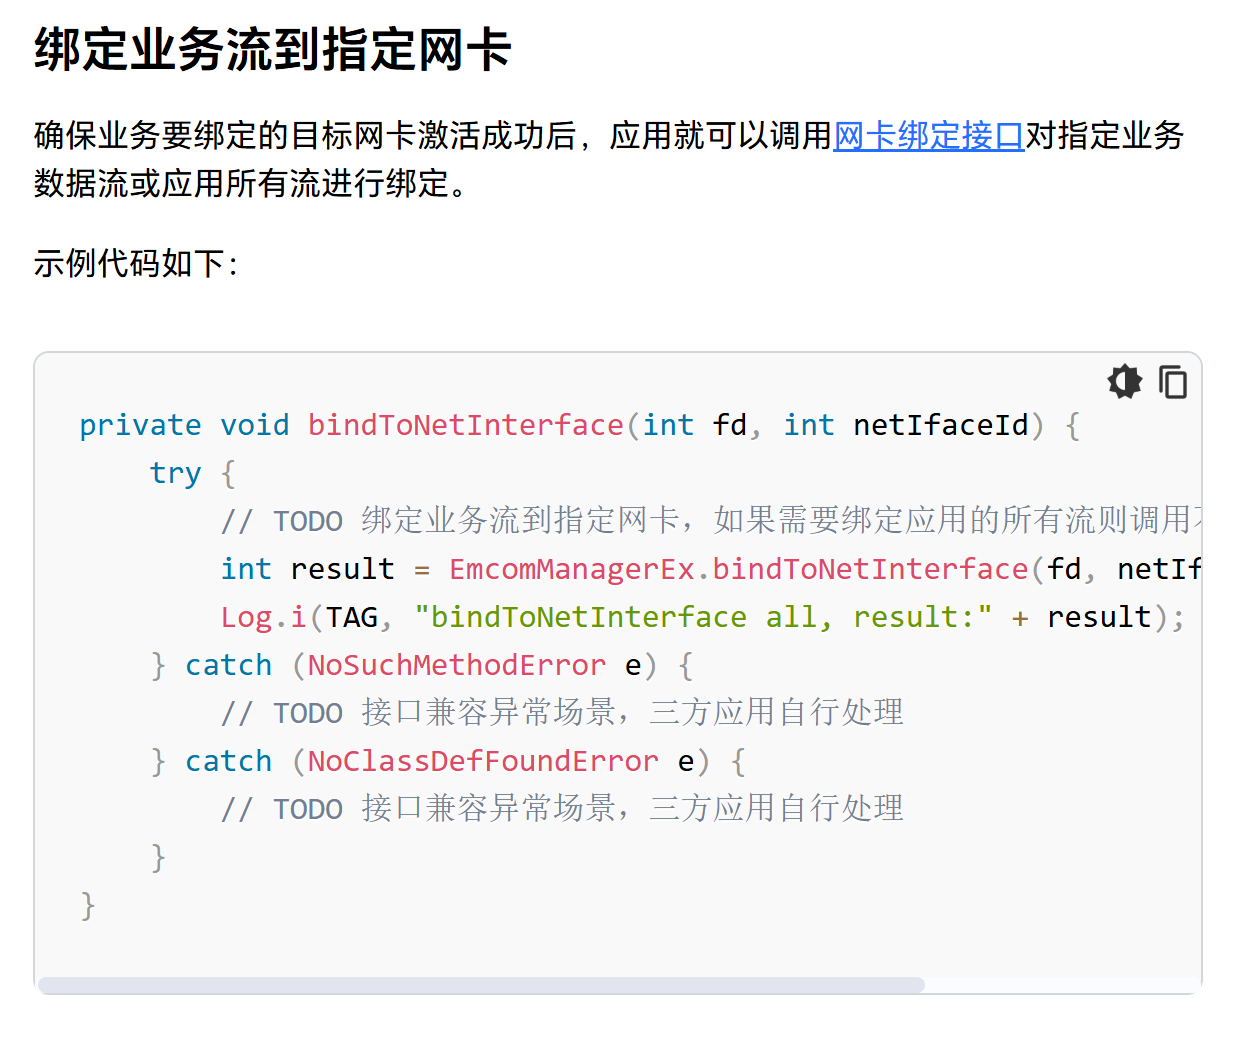 绑定业务流到指定网卡
确保业务要绑定的目标网卡激活成功后，应用就可以调用网卡绑定接口对指定业务
数据流或应用所有流进行绑定。
示例代码如下：
private void bindToNetInterface(int fd, int netIfaceId) {
    try {
        // TODO 绑定业务流到指定网卡，如果需要绑定应用的所有流则调用
        int result = EmcomManagerEx.bindToNetInterface(fd, netIf
        Log.i(TAG, "bindToNetInterface all, result:" + result);
    } catch (NoSuchMethodError e) {
        // TODO 接口兼容异常场景，三方应用自行处理
    } catch (NoClassDefFoundError e) {
        // TODO 接口兼容异常场景，三方应用自行处理
    }
}